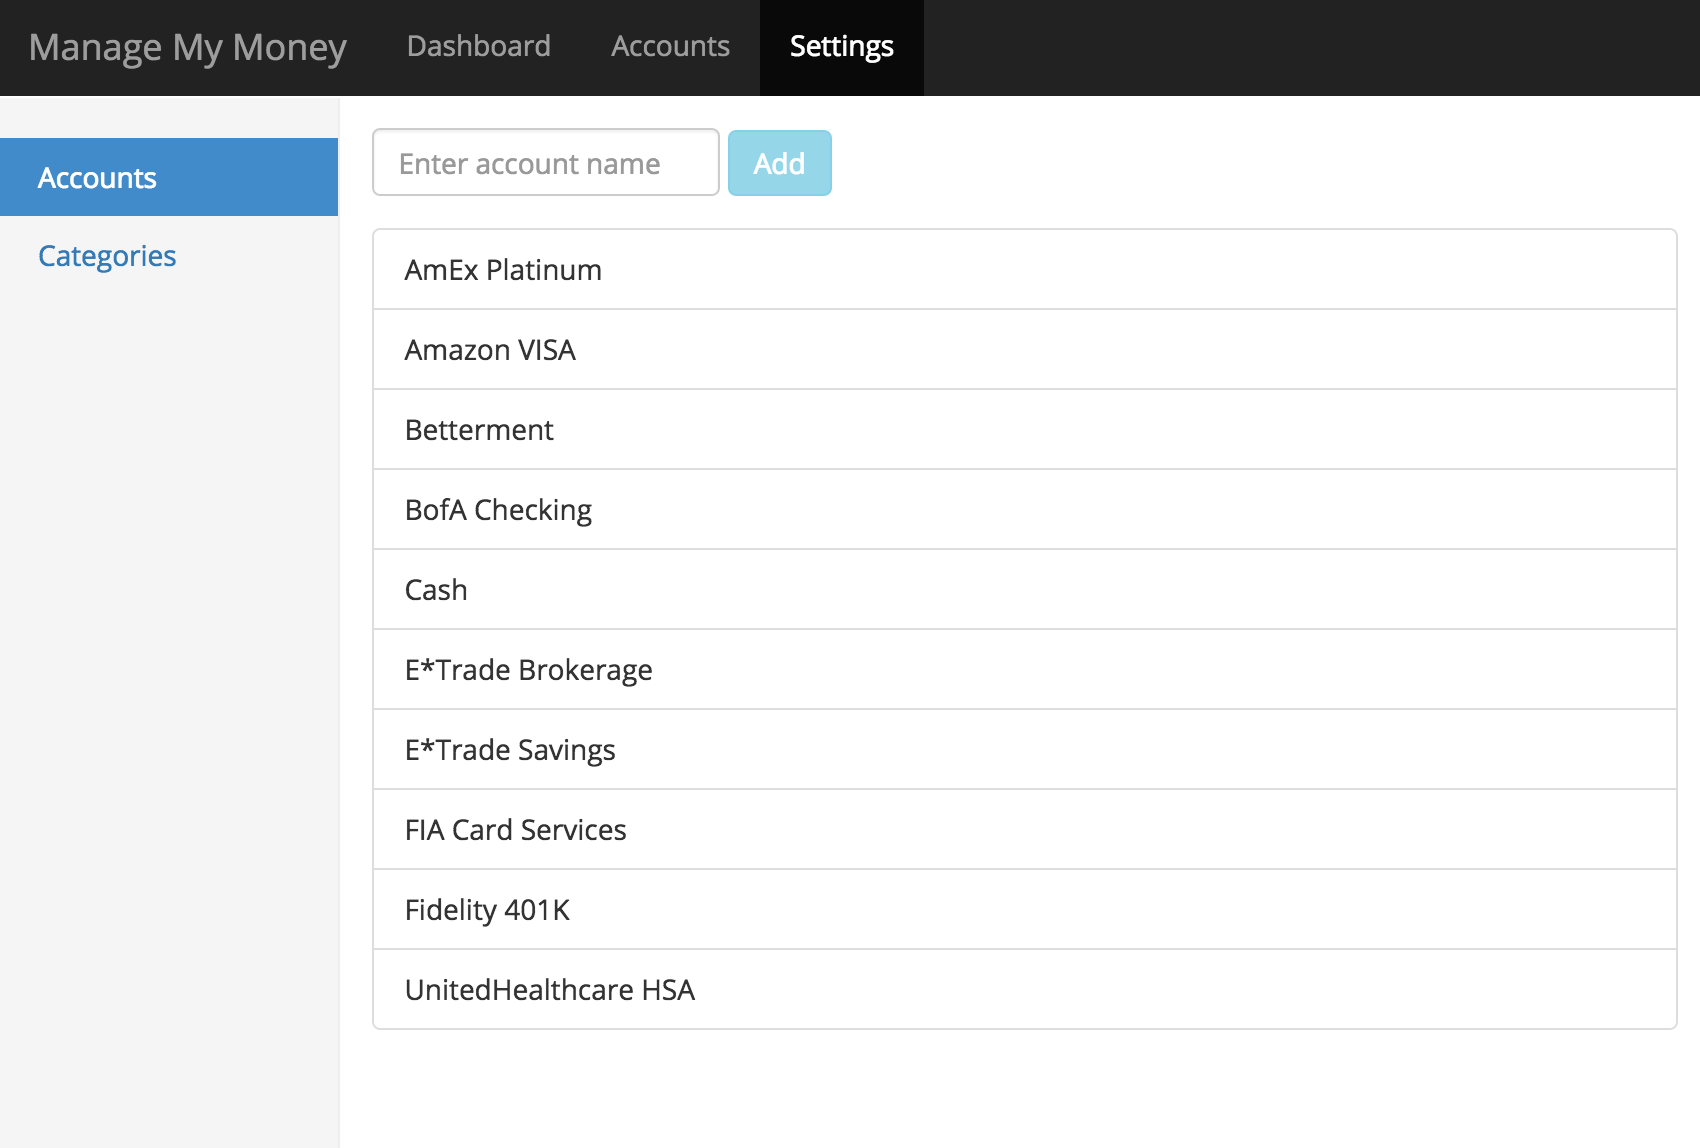 Manage My Money Dashboard Accounts Settings
Accounts
Categories
Enter account name Add
AmEx Platinum
Amazon VISA
Betterment
BofA Checking
Cash
E*Trade Brokerage
E*Trade Savings
FIA Card Services
Fidelity 401K
UnitedHealthcare HSA